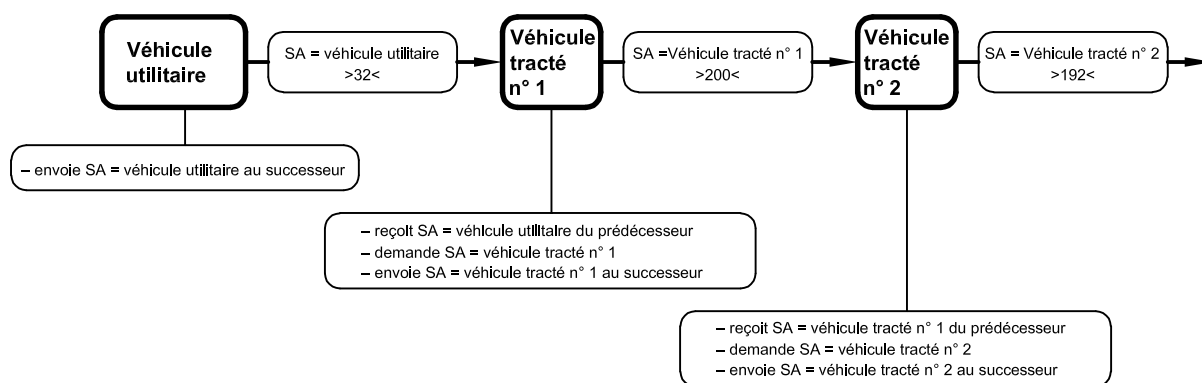 Véhicule
utilitaire
SA = véhicule utilitaire
>32<
Véhicule
tracté
n° 1
SA =Véhicule tracté n° 1
>200<
Véhicule
tracté
n° 2
SA = Véhicule tracté n° 2
>192<
– envoie SA = véhicule utilitaire au successeur
– reçoit SA = véhicule utilitaire du prédécesseur
– demande SA = véhicule tracté n° 1
– envoie SA = véhicule tracté n° 1 au successeur
– reçoit SA = véhicule tracté n° 1 du prédécesseur
– demande SA = véhicule tracté n° 2
– envoie SA = véhicule tracté n° 2 au successeur